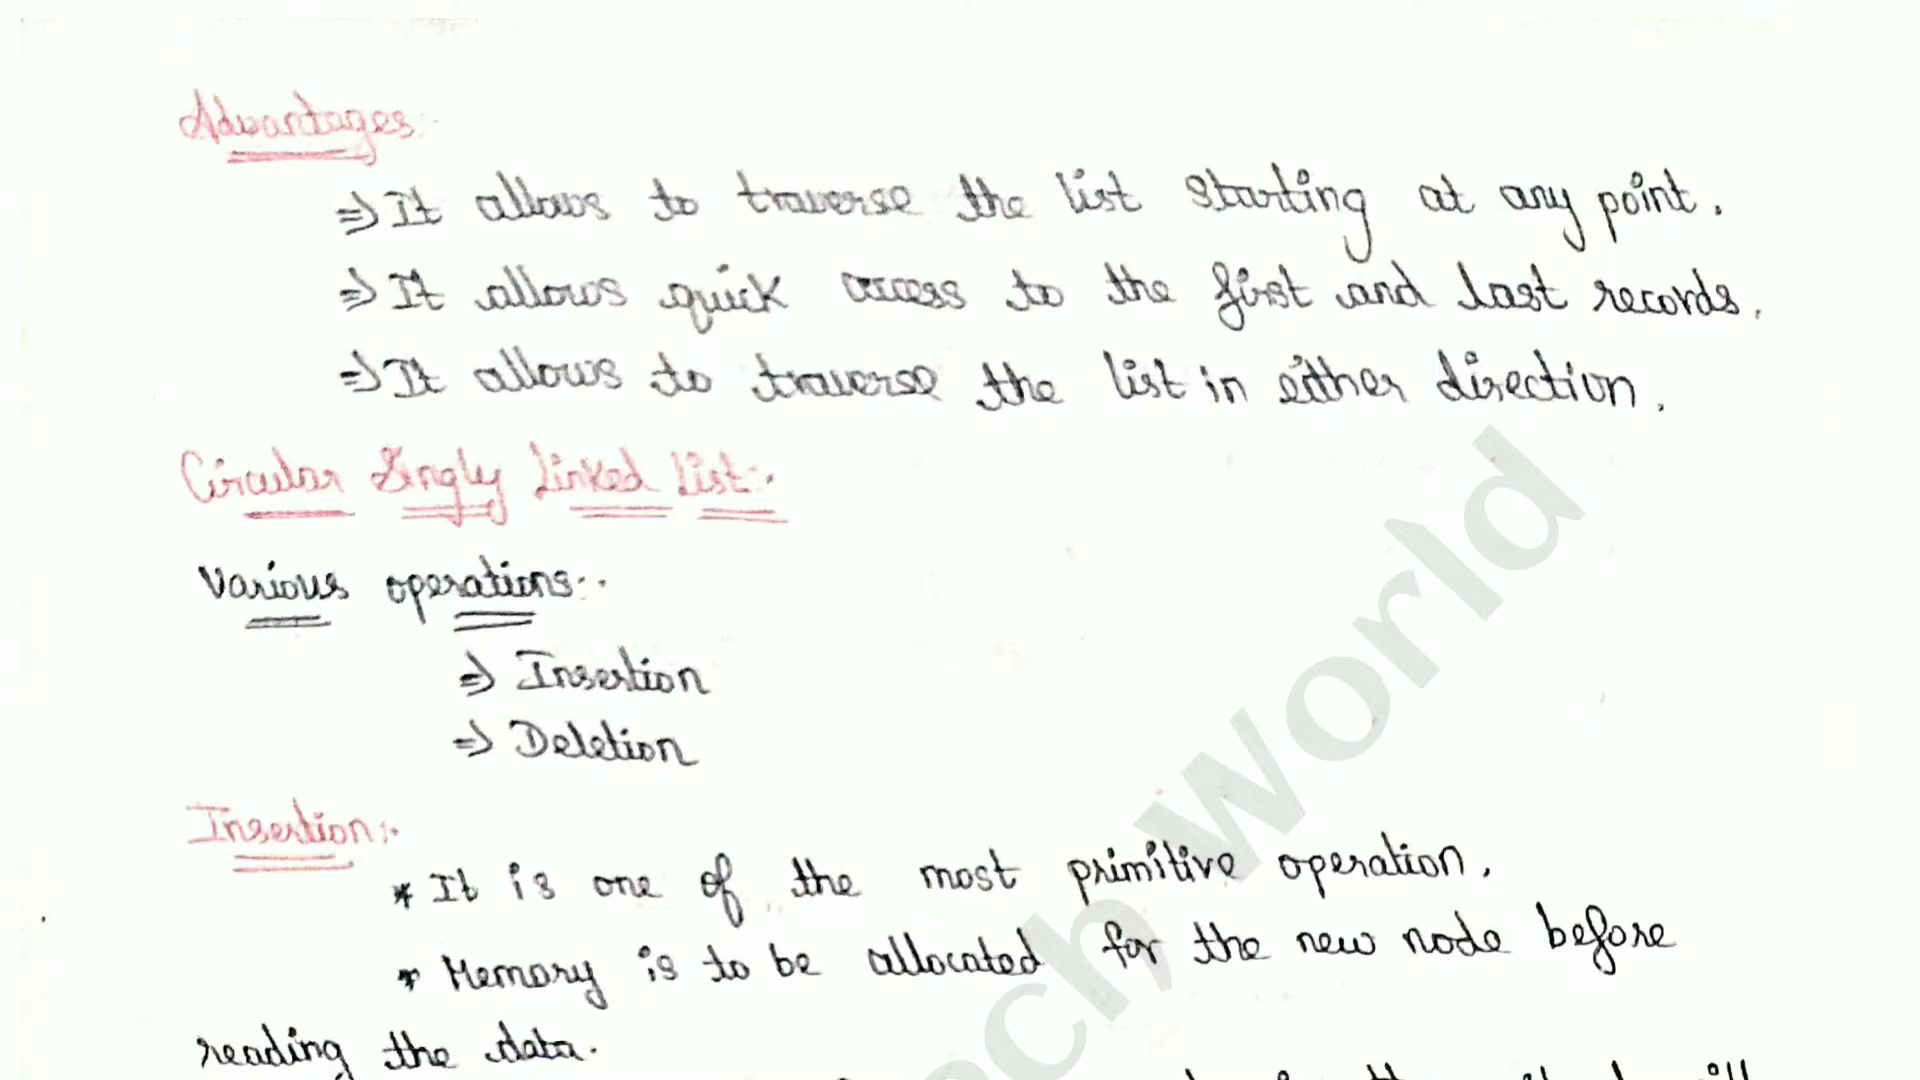 Advantages
⇒ It allows to traverse the list starting at any point.
⇒ It allows quick access to the first and last records.
⇒ It allows to traverse the list in either direction.
Circular Singly Linked List:-
Various operations:-
⇒ Insertion
⇒ Deletion
Insertion:-
* It is one of the most primitive operation.
* Memory is to be allocated for the new node before
reading the data.
ch world